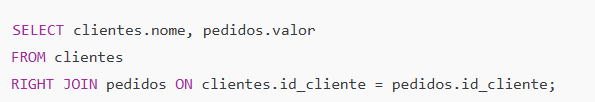 SELECT clientes.nome, pedidos.valor
FROM clientes
RIGHT JOIN pedidos ON clientes.id_cliente = pedidos.id_cliente;